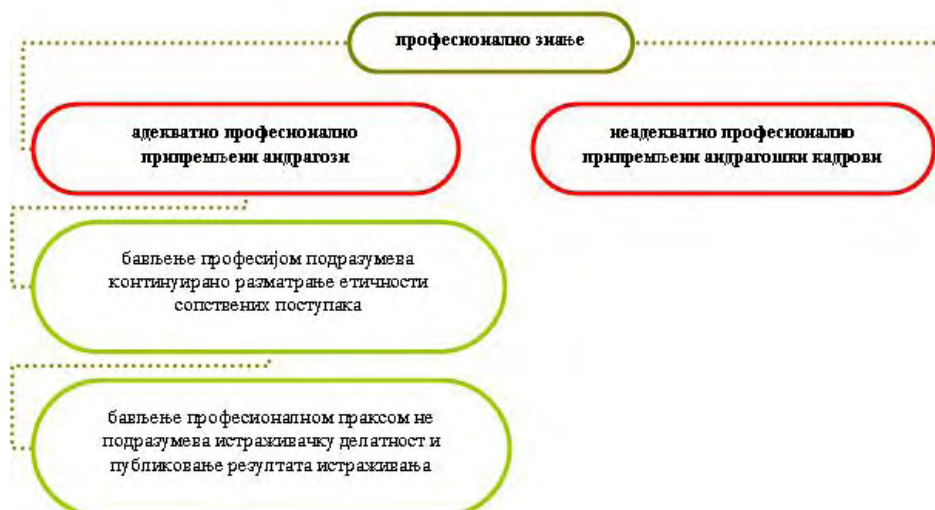 професионално знање
адекватно професионално
припремљени андрагози
неадекватно професионално
припремљени андрагошки кадрови
бављење професијом подразумева
континуирано разматрање етичности
сопствених поступака
бављење професионалном праксом не
подразумева истраживачку делатност и
публиковање резултата истраживања